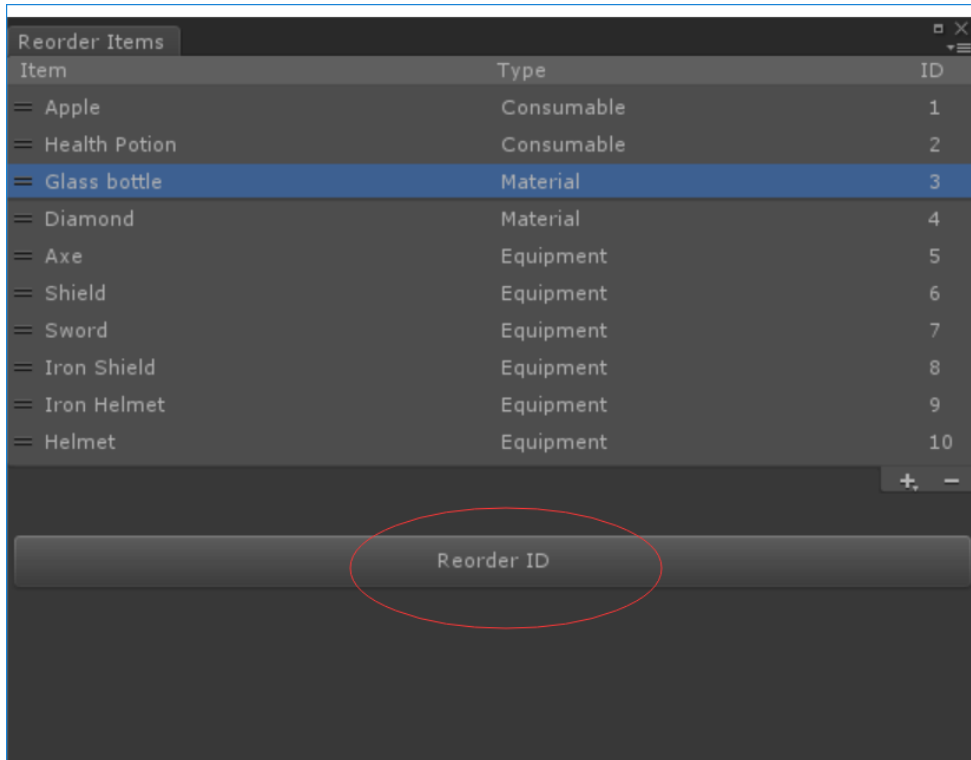 Reorder Items
Item Type ID
Apple Consumable 1
Health Potion Consumable 2
Glass bottle Material 3
Diamond Material 4
Axe Equipment 5
Shield Equipment 6
Sword Equipment 7
Iron Shield Equipment 8
Iron Helmet Equipment 9
Helmet Equipment 10
Reorder ID